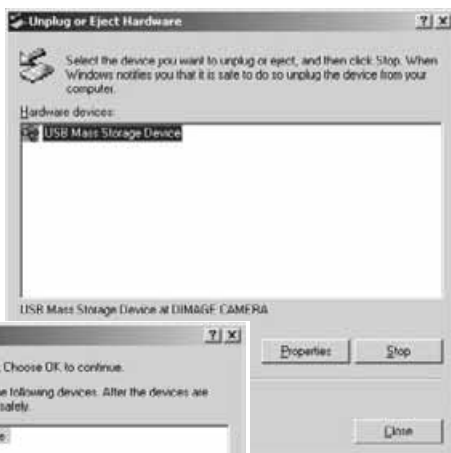 Unplug or Eject Hardware
Select the device you want to unplug or eject, and then click Stop. When
Windows notifies you that it is safe to do so unplug the device from your
computer.
Hardware devices:
USB Mass Storage Device
USB Mass Storage Device at DIMAGE CAMERA
Properties Stop
Close
Choose OK to continue.
following devices. After the devices are
safely.